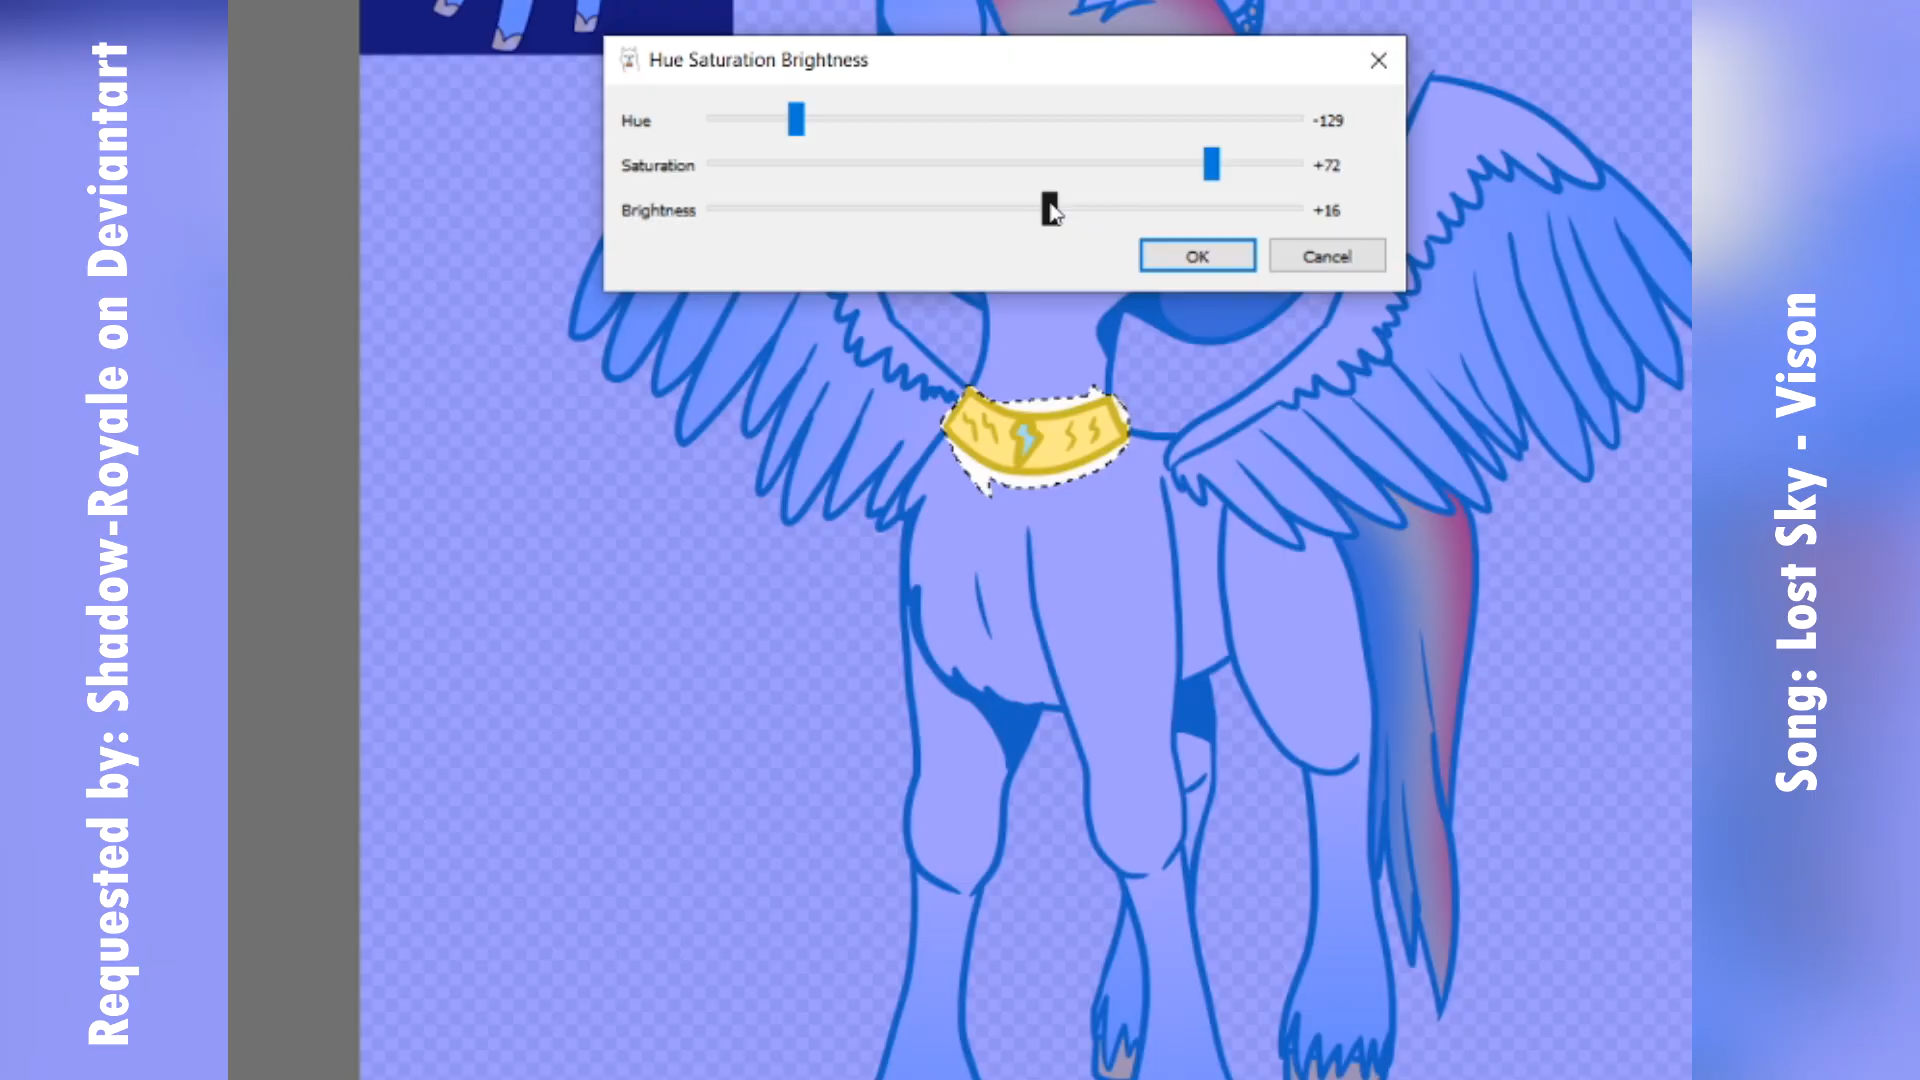 Requested by: Shadow-Royale on Deviantart
Hue Saturation Brightness
Hue -129
Saturation +72
Brightness +16
OK Cancel
Song: Lost Sky - Vison